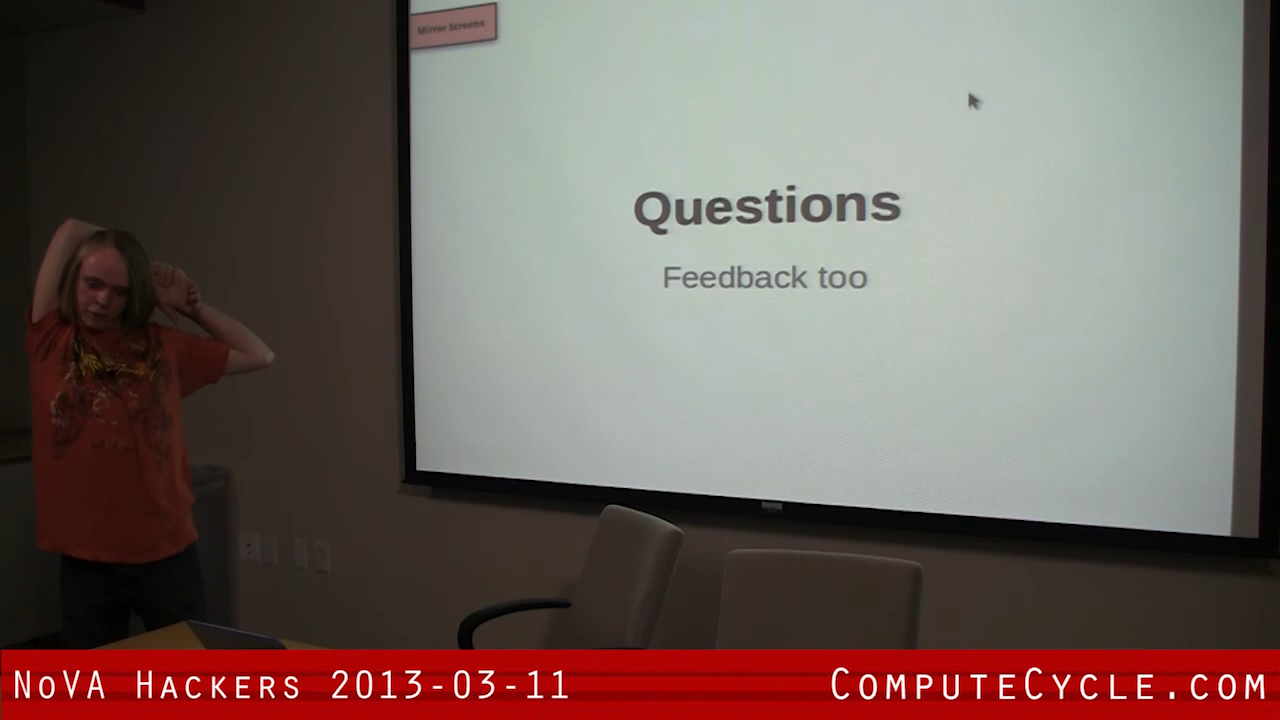 Mirror Screens
Questions
Feedback too
NoVA Hackers 2013-03-11
ComputeCycle.com